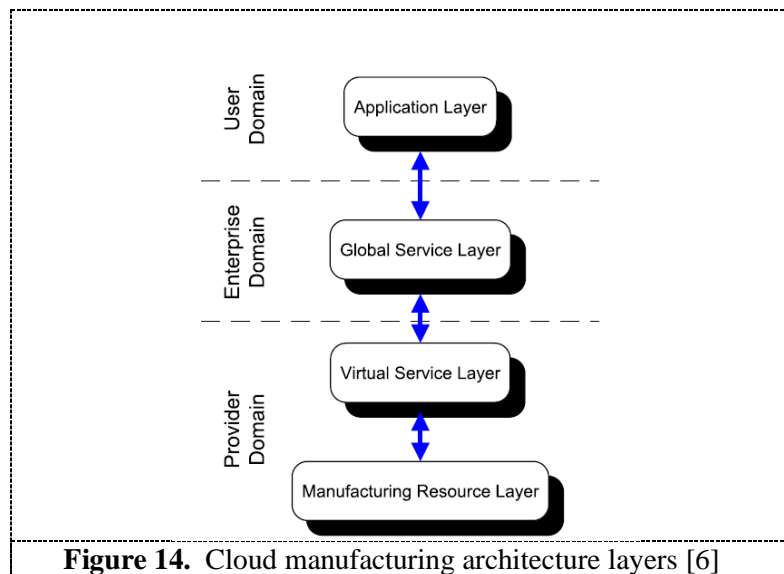 User
Domain
Application Layer
Enterprise
Domain
Global Service Layer
Provider
Domain
Virtual Service Layer
Manufacturing Resource Layer
Figure 14. Cloud manufacturing architecture layers [6]